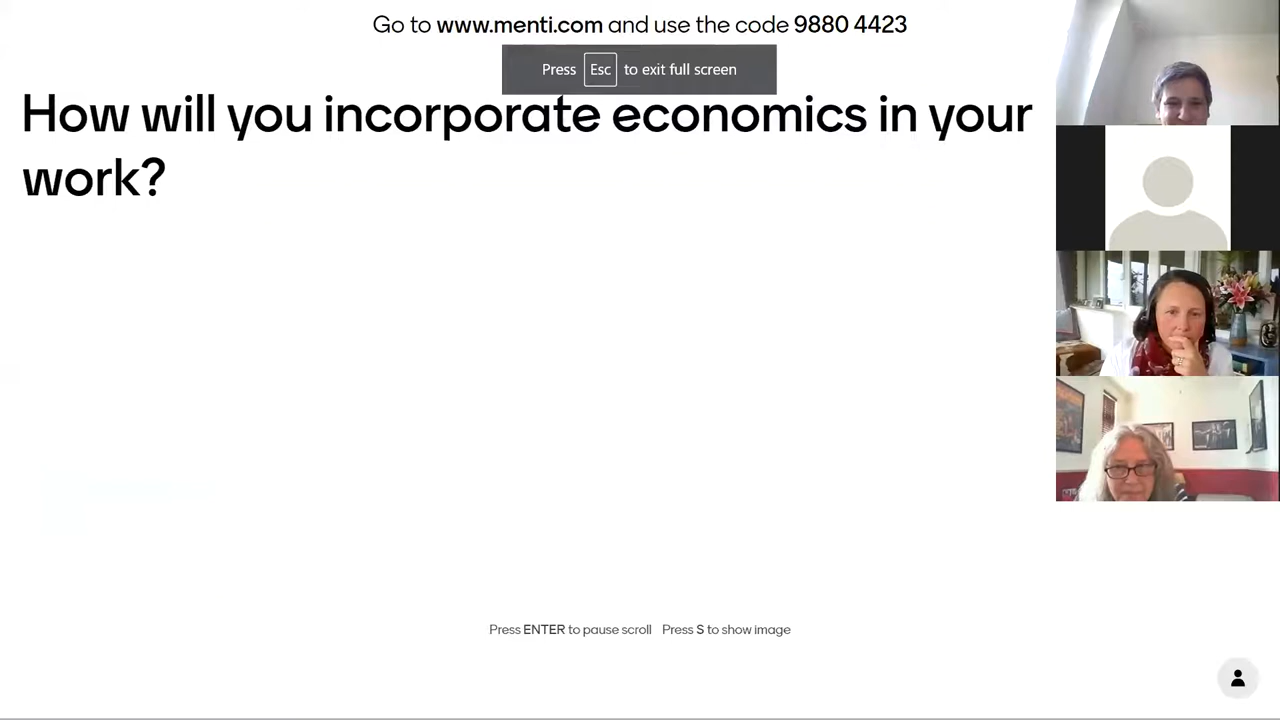 Go to www.menti.com and use the code 9880 4423
Press Esc to exit full screen
How will you incorporate economics in your
work?
Press ENTER to pause scroll Press S to show image